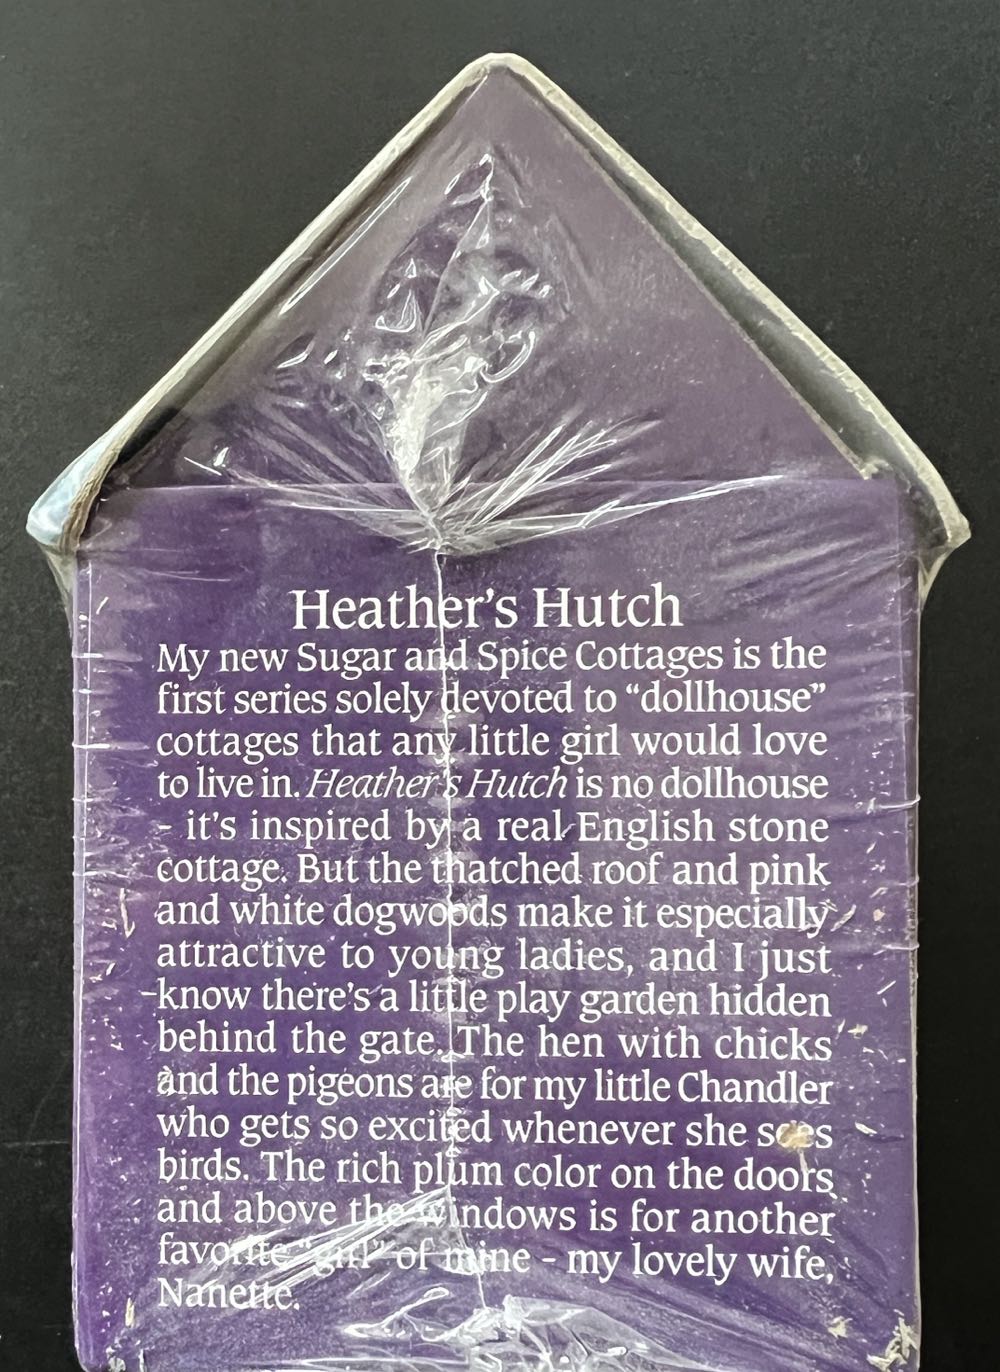 Heather's Hutch
My new Sugar and Spice Cottages is the
first series solely devoted to “dollhouse”
cottages that any little girl would love
to live in. Heather's Hutch is no dollhouse
- it's inspired by a real English stone
cottage. But the thatched roof and pink
and white dogwoods make it especially
attractive to young ladies, and I just
know there's a little play garden hidden
behind the gate. The hen with chicks
and the pigeons are for my little Chandler
who gets so excited whenever she sees
birds. The rich plum color on the doors
and above the windows is for another
favorite "girl" of mine - my lovely wife,
Nanette.